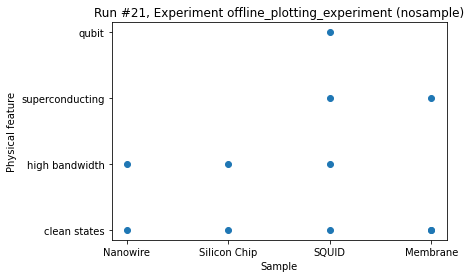 Run #21, Experiment offline_plotting_experiment (nosample)
qubit
superconducting
high bandwidth
clean states
Physical feature
Nanowire Silicon Chip SQUID Membrane
Sample